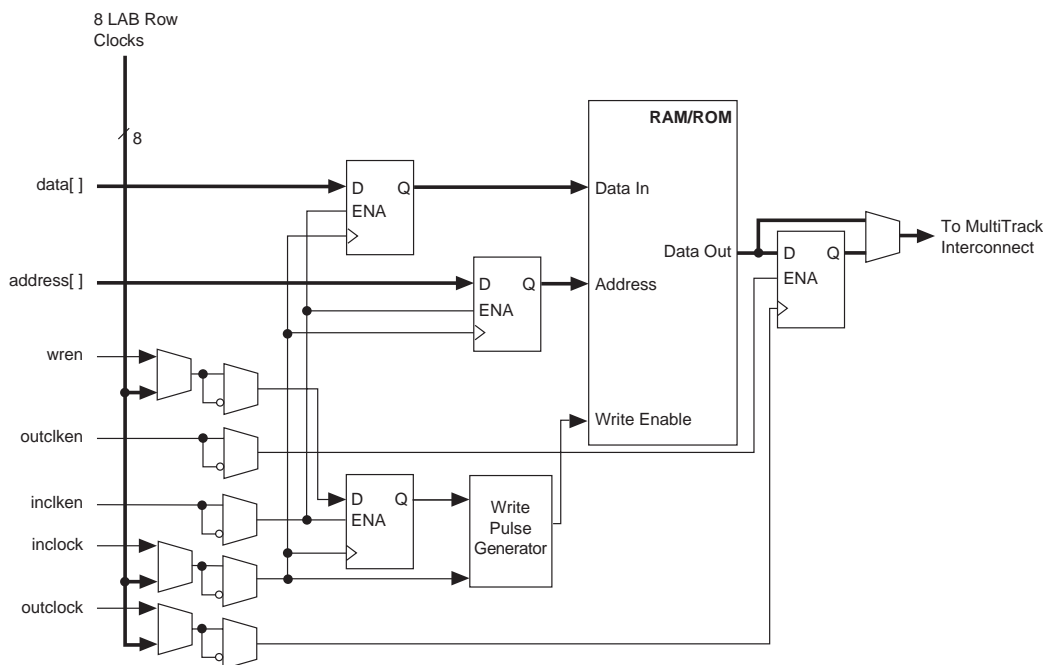 8 LAB Row
Clocks
8
RAM/ROM
data[ ]
D Q
ENA
Data In
address[ ]
D Q
ENA
Address
Data Out
D Q
ENA
To MultiTrack
Interconnect
wren
Write Enable
outclken
inclken
D Q
ENA
Write
Pulse
Generator
inclock
outclock